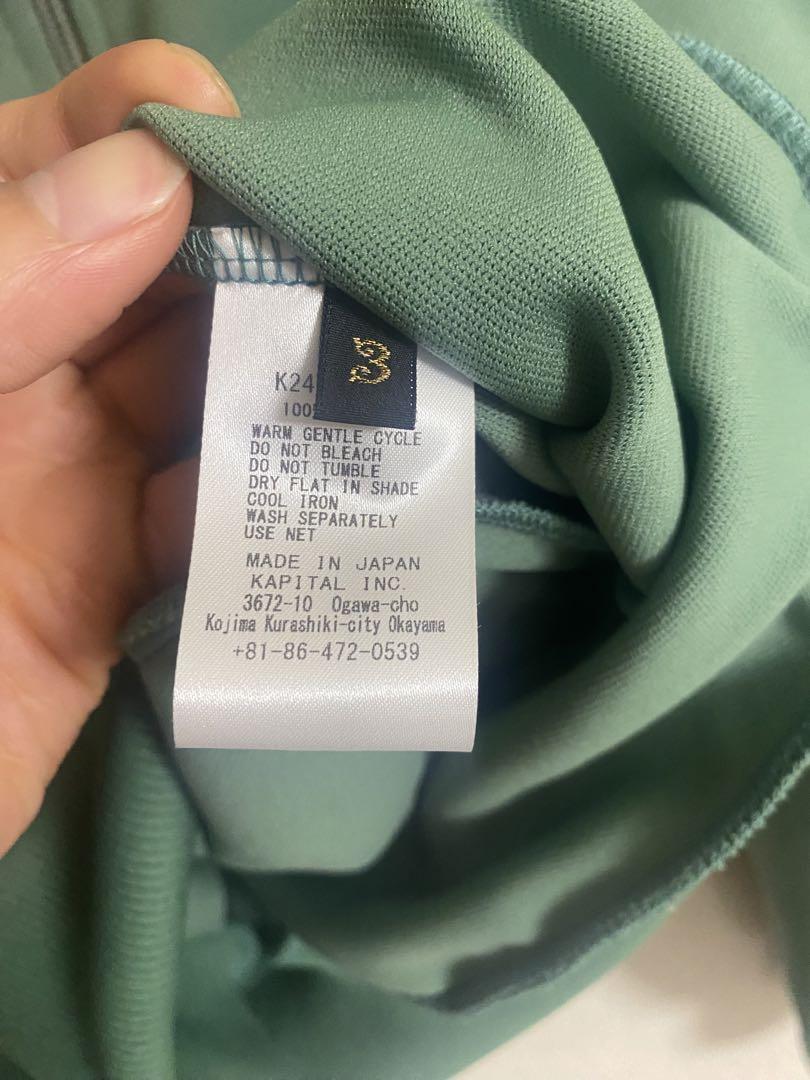 3
K24
100
WARM GENTLE CYCLE
DO NOT BLEACH
DO NOT TUMBLE
DRY FLAT IN SHADE
COOL IRON
WASH SEPARATELY
USE NET
MADE IN JAPAN
KAPITAL INC.
3672-10 Ogawa-cho
Kojima Kurashiki-city Okayama
+81-86-472-0539